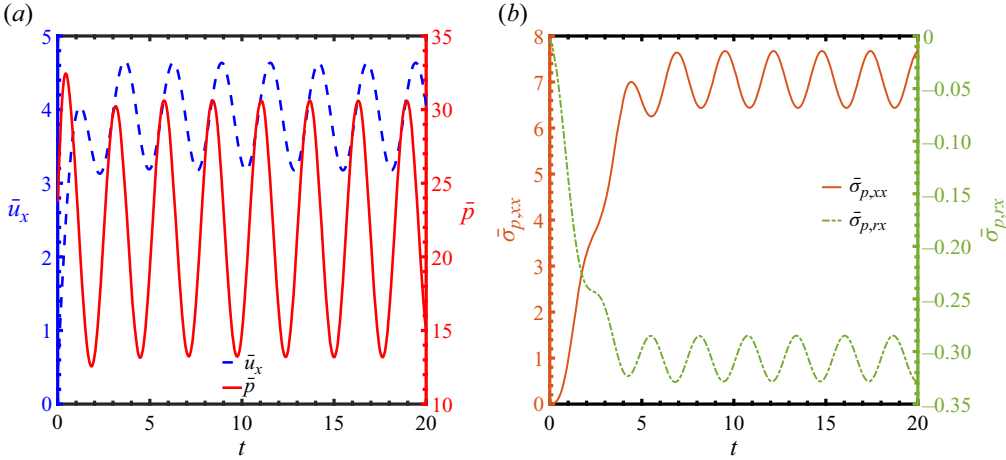 (a)
5
4
3
2
1
0
ūₓ
35
30
25
20
15
10
p̄
ūₓ
p̄
0 5 10 15 20
t
(b)
8
7
6
5
4
3
2
1
0
σ̄p,xx
0
–0.05
–0.10
–0.15
–0.20
–0.25
–0.30
–0.35
σ̄p,rx
σ̄p,xx
σ̄p,rx
0 5 10 15 20
t